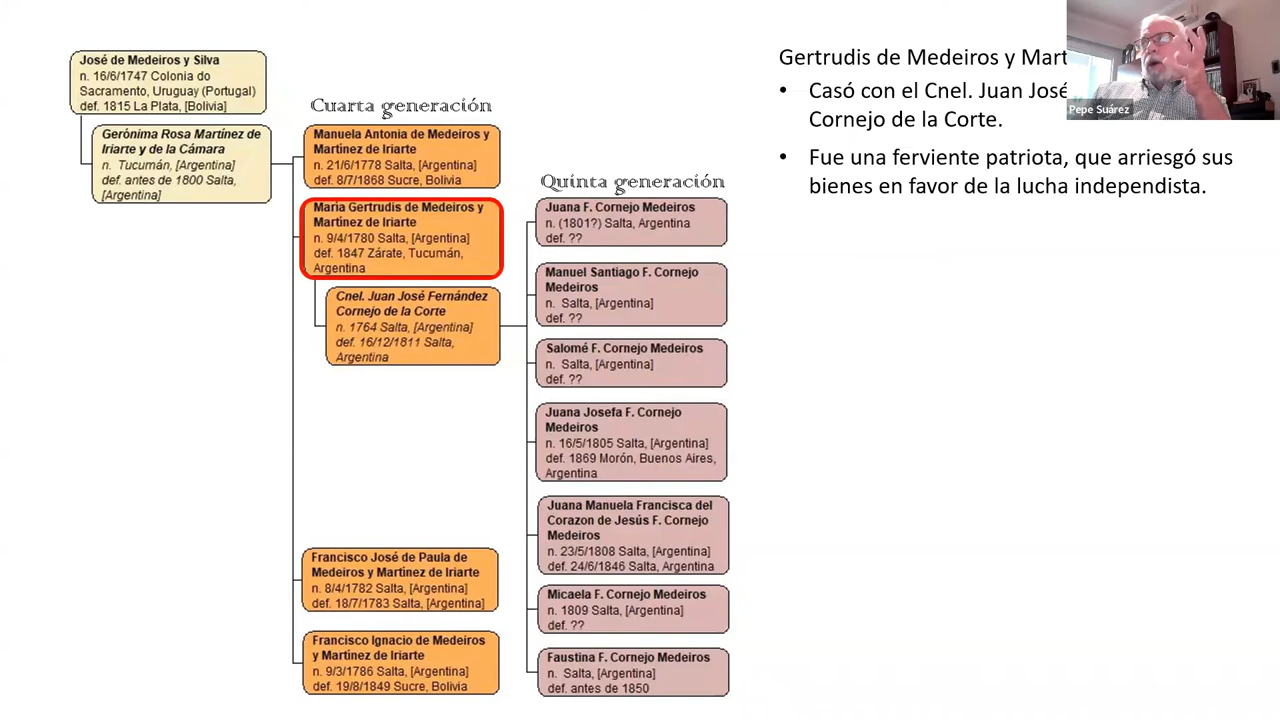 José de Medeiros y Silva
n. 16/6/1747 Colonia do
Sacramento, Uruguay (Portugal)
def. 1815 La Plata, [Bolivia]
Gerónima Rosa Martínez de
Iriarte y de la Cámara
n. Tucumán, [Argentina]
def. antes de 1800 Salta,
[Argentina]
Cuarta generación
Manuela Antonia de Medeiros y
Martínez de Iriarte
n. 21/6/1778 Salta, [Argentina]
def. 8/7/1868 Sucre, Bolivia
María Gertrudis de Medeiros y
Martínez de Iriarte
n. 9/4/1780 Salta, [Argentina]
def. 1847 Zárate, Tucumán,
Argentina
Cnel. Juan José Fernández
Cornejo de la Corte
n. 1764 Salta, [Argentina]
def. 16/12/1811 Salta,
Argentina
Francisco José de Paula de
Medeiros y Martínez de Iriarte
n. 8/4/1782 Salta, [Argentina]
def. 18/7/1783 Salta, [Argentina]
Francisco Ignacio de Medeiros
y Martínez de Iriarte
n. 9/3/1786 Salta, [Argentina]
def. 19/8/1849 Sucre, Bolivia
Quinta generación
Juana F. Cornejo Medeiros
n. (1801?) Salta, Argentina
def. ??
Manuel Santiago F. Cornejo
Medeiros
n. Salta, [Argentina]
def. ??
Salomé F. Cornejo Medeiros
n. Salta, [Argentina]
def. ??
Juana Josefa F. Cornejo
Medeiros
n. 16/5/1805 Salta, [Argentina]
def. 1869 Morón, Buenos Aires,
Argentina
Juana Manuela Francisca del
Corazon de Jesús F. Cornejo
Medeiros
n. 23/5/1808 Salta, [Argentina]
def. 24/6/1846 Salta, Argentina
Micaela F. Cornejo Medeiros
n. 1809 Salta, [Argentina]
def. ??
Faustina F. Cornejo Medeiros
n. Salta, [Argentina]
def. antes de 1850
Gertrudis de Medeiros y Mart
• Casó con el Cnel. Juan José
Cornejo de la Corte.
• Fue una ferviente patriota, que arriesgó sus
bienes en favor de la lucha independista.
Pepe Suárez